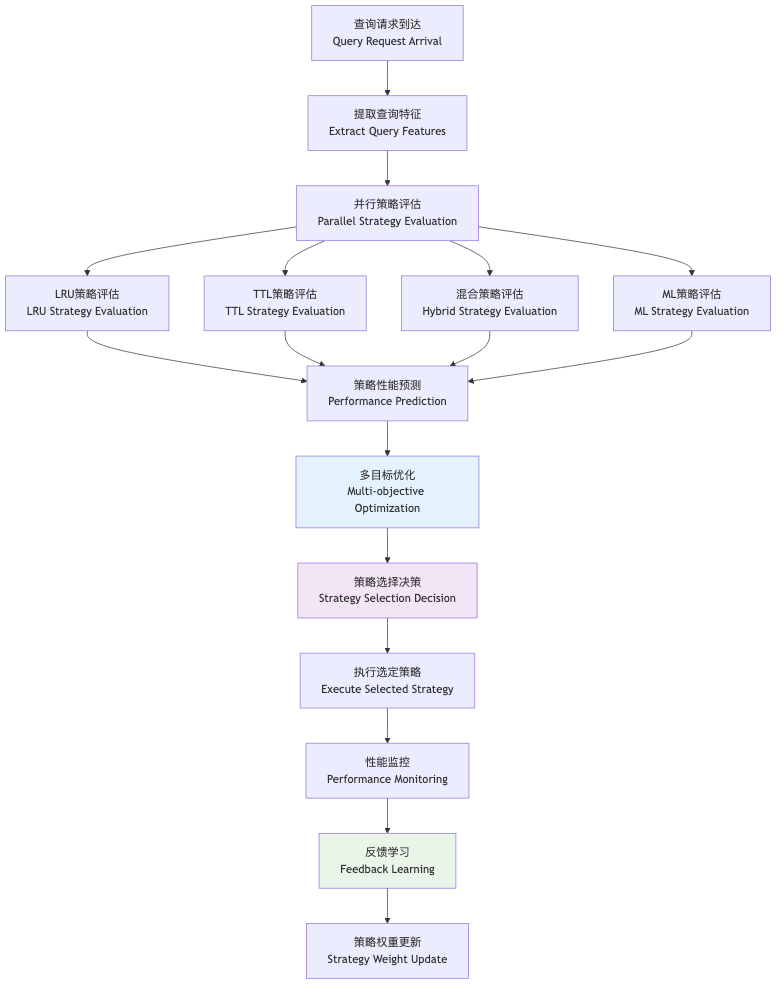 查询请求到达
Query Request Arrival
提取查询特征
Extract Query Features
并行策略评估
Parallel Strategy Evaluation
LRU策略评估
LRU Strategy Evaluation
TTL策略评估
TTL Strategy Evaluation
混合策略评估
Hybrid Strategy Evaluation
ML策略评估
ML Strategy Evaluation
策略性能预测
Performance Prediction
多目标优化
Multi-objective
Optimization
策略选择决策
Strategy Selection Decision
执行选定策略
Execute Selected Strategy
性能监控
Performance Monitoring
反馈学习
Feedback Learning
策略权重更新
Strategy Weight Update